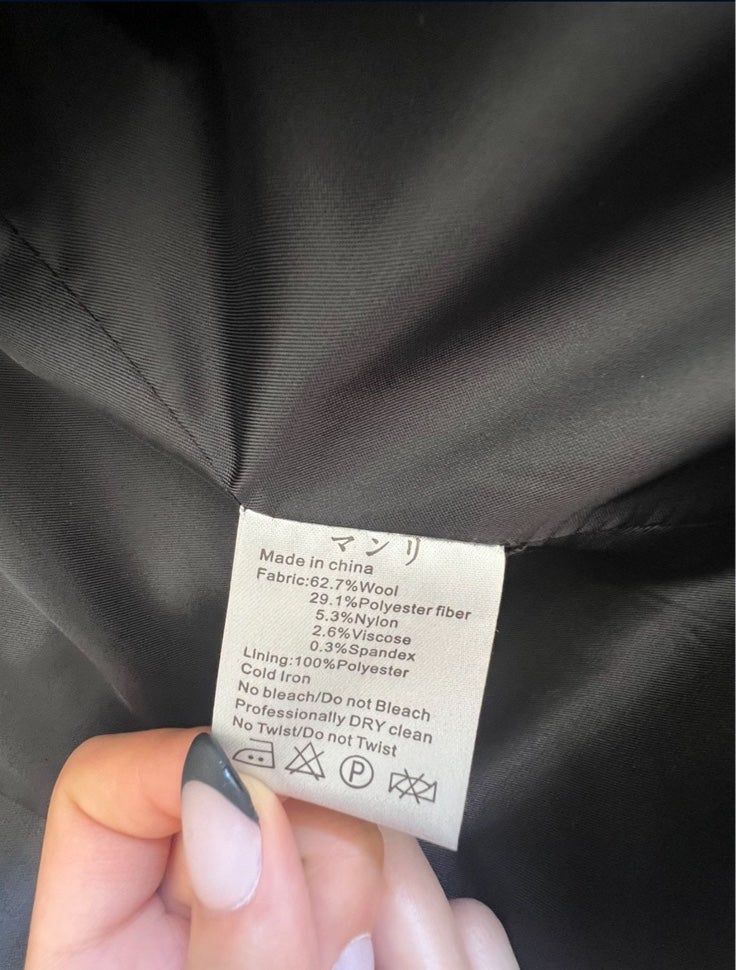 マンリ
Made in china
Fabric:62.7%Wool
29.1%Polyester fiber
5.3%Nylon
2.6%Viscose
0.3%Spandex
Lining:100%Polyester
Cold Iron
No bleach/Do not Bleach
Professionally DRY clean
No Twist/Do not Twist
P